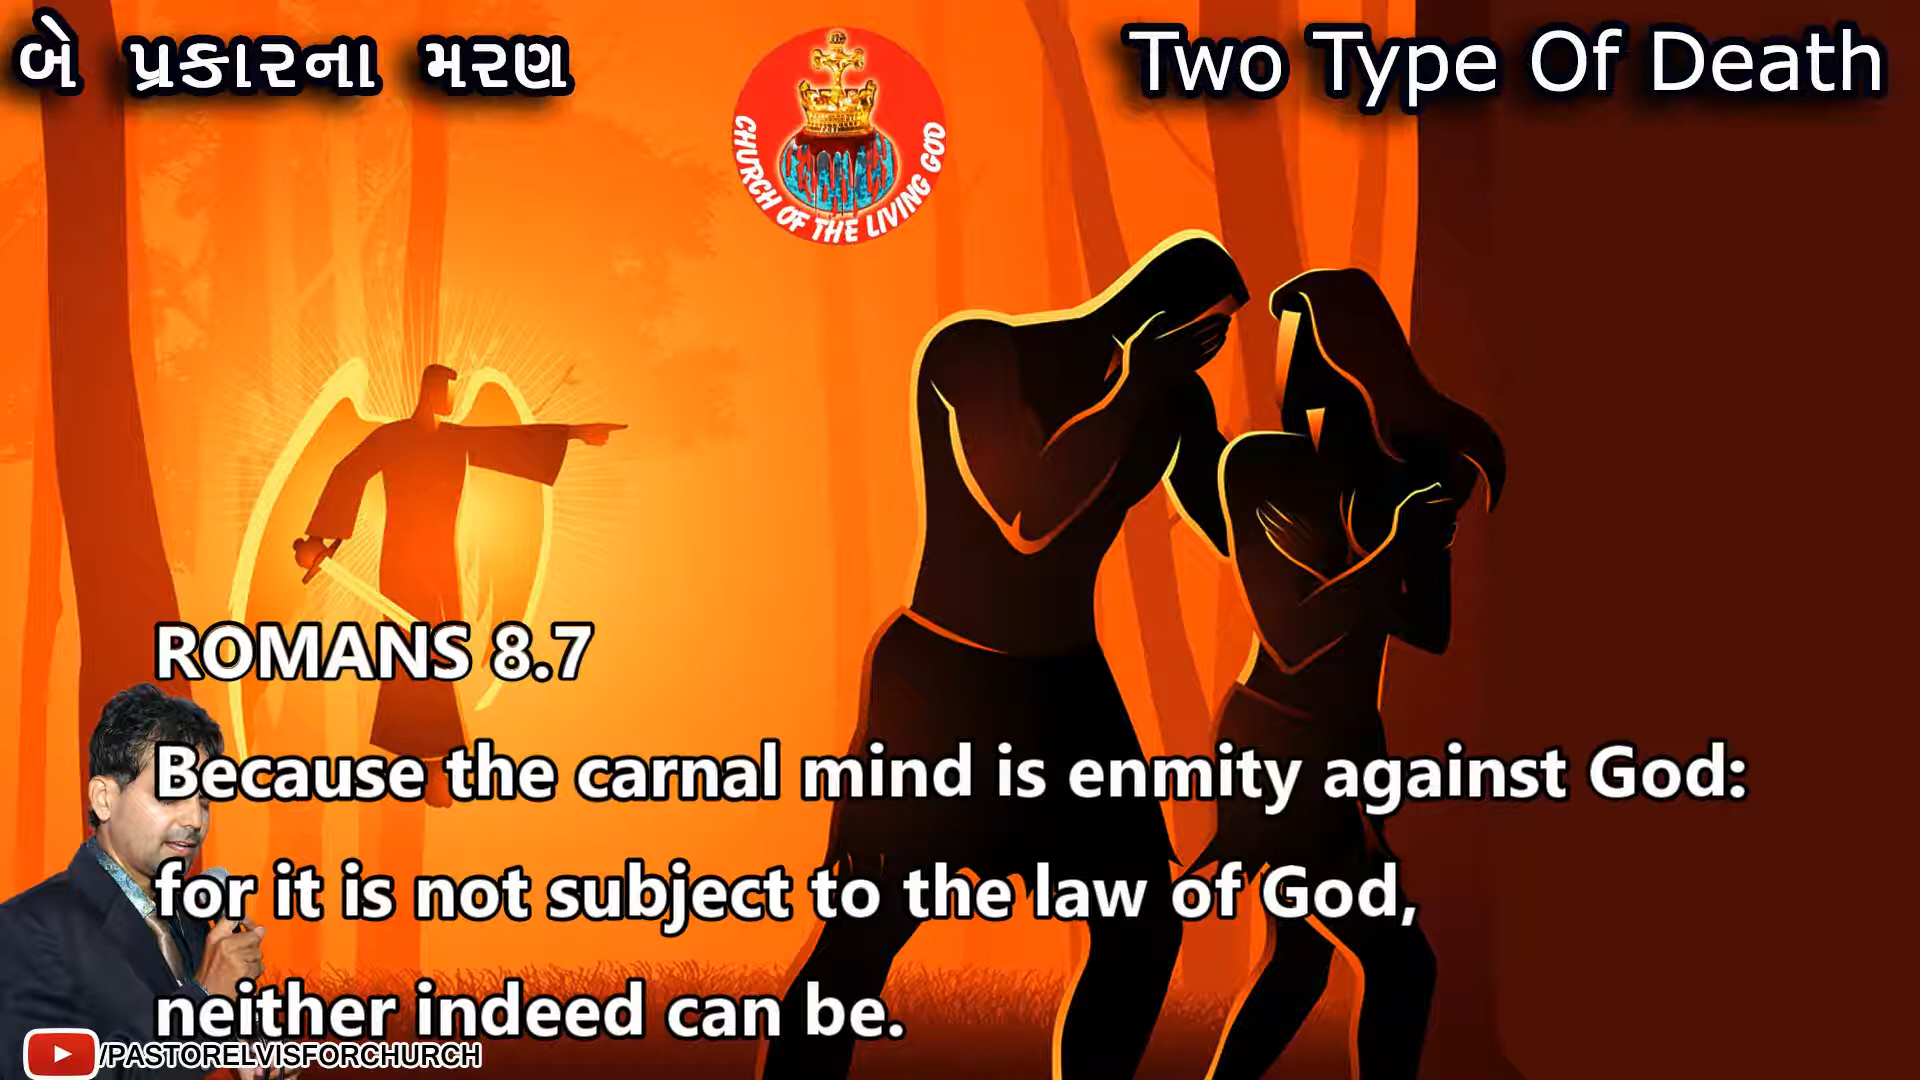 બે પ્રકારના મરણ
Two Type Of Death
CHURCH OF THE LIVING GOD
ROMANS 8.7
Because the carnal mind is enmity against God:
for it is not subject to the law of God,
neither indeed can be.
/PASTORELVISFORCHURCH